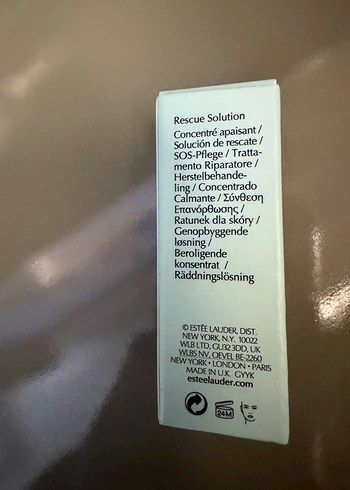 Rescue Solution
Concentré apaisant /
Solución de rescate /
SOS-Pflege / Tratta-
mento Riparatore /
Herstelbehande-
ling / Concentrado
Calmante / Σύνθεση
Επανόρθωσης /
Ratunek dla skóry /
Genopbyggende
løsning /
Beroligende
konsentrat /
Räddningslösning
© ESTÉE LAUDER, DIST.
NEW YORK, N.Y. 10022
WLB LTD, GU32 3DD, UK
WLBS NV, OEVEL BE-2260
NEW YORK • LONDON • PARIS
MADE IN U.K. GYYK
esteelauder.com
24M